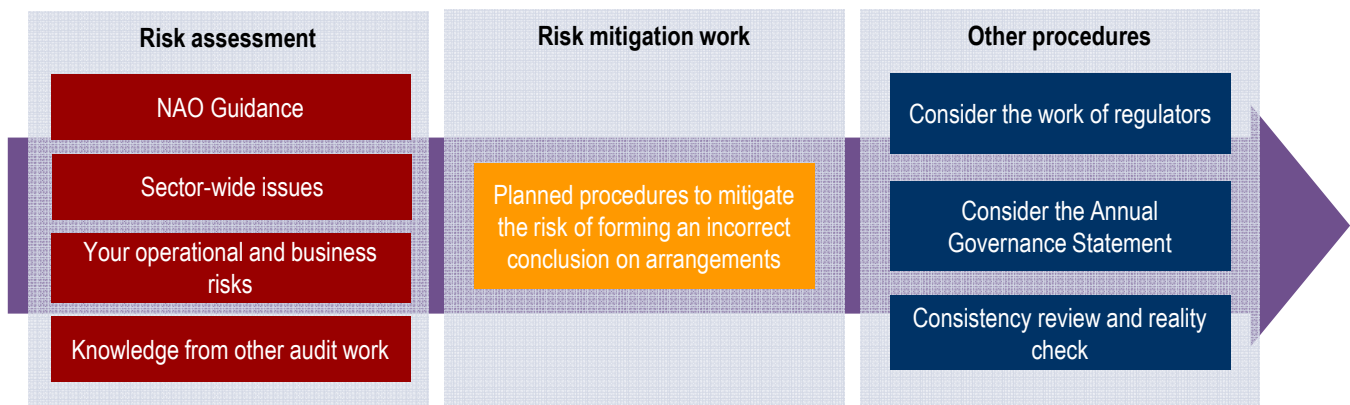 Risk assessment
NAO Guidance
Sector-wide issues
Your operational and business
risks
Knowledge from other audit work
Risk mitigation work
Planned procedures to mitigate
the risk of forming an incorrect
conclusion on arrangements
Other procedures
Consider the work of regulators
Consider the Annual
Governance Statement
Consistency review and reality
check